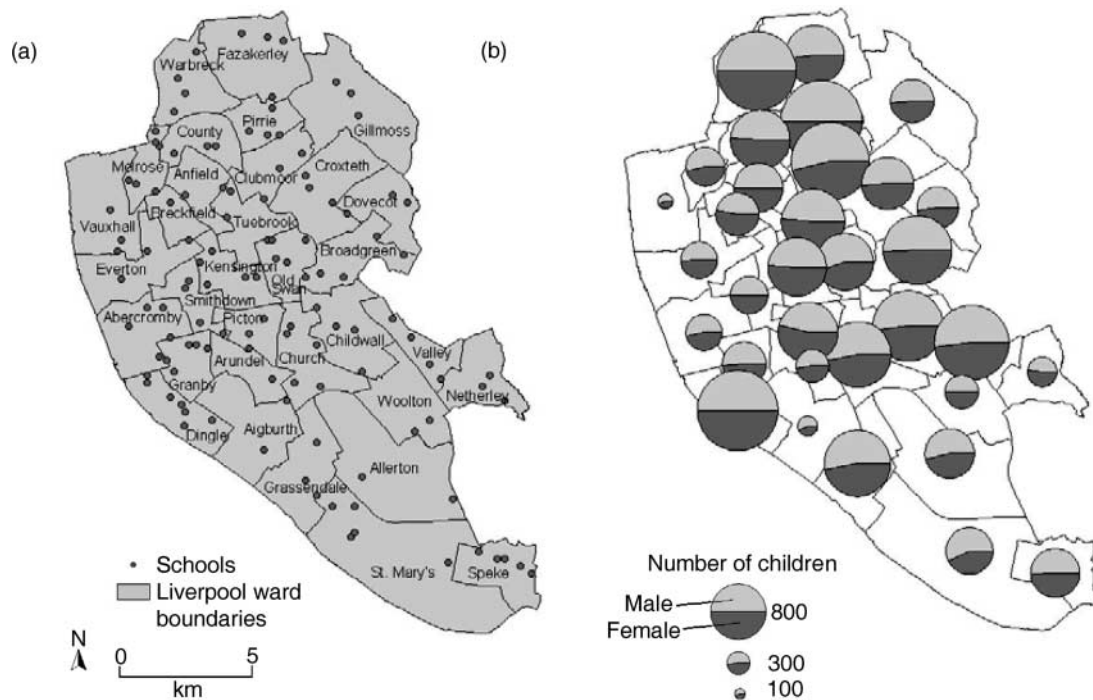 (a)
(b)
Fazakerley
Warbreck
Pirrie
Gillmoss
County
Melrose
Anfield
Clubmoor
Croxteth
Breckfield
Dovecot
Vauxhall
Tuebrook
Broadgreen
Everton
Kensington
Old
Swan
Smithdown
Abercromby
Picton
Childwall
Valley
Arundel
Church
Granby
Netherley
Woolton
Dingle
Aigburth
Allerton
Grassendale
St. Mary's
Speke
Schools
Liverpool ward
boundaries
N
0 5
km
Number of children
Male
Female
800
300
100